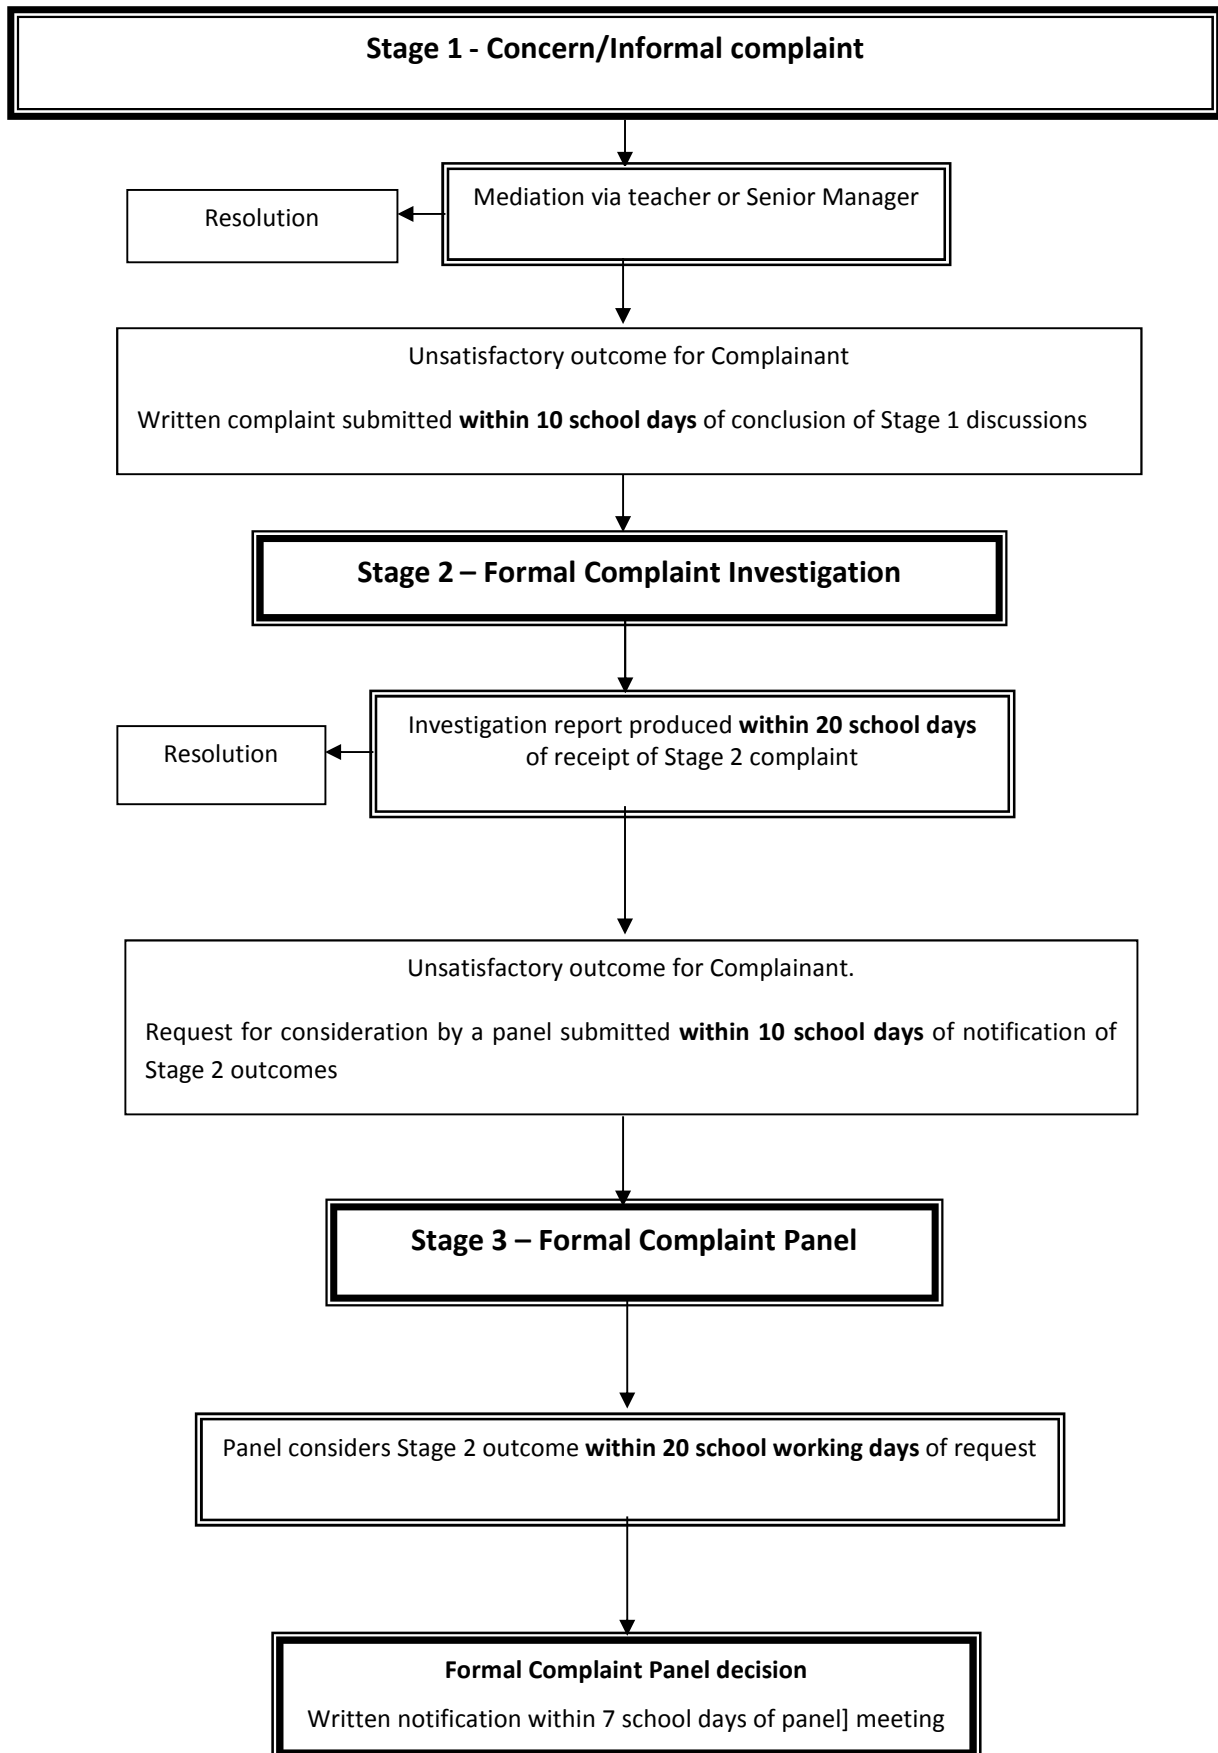 Stage 1 - Concern/Informal complaint
Mediation via teacher or Senior Manager
Resolution
Unsatisfactory outcome for Complainant
Written complaint submitted within 10 school days of conclusion of Stage 1 discussions
Stage 2 – Formal Complaint Investigation
Investigation report produced within 20 school days
of receipt of Stage 2 complaint
Resolution
Unsatisfactory outcome for Complainant.
Request for consideration by a panel submitted within 10 school days of notification of
Stage 2 outcomes
Stage 3 – Formal Complaint Panel
Panel considers Stage 2 outcome within 20 school working days of request
Formal Complaint Panel decision
Written notification within 7 school days of panel] meeting